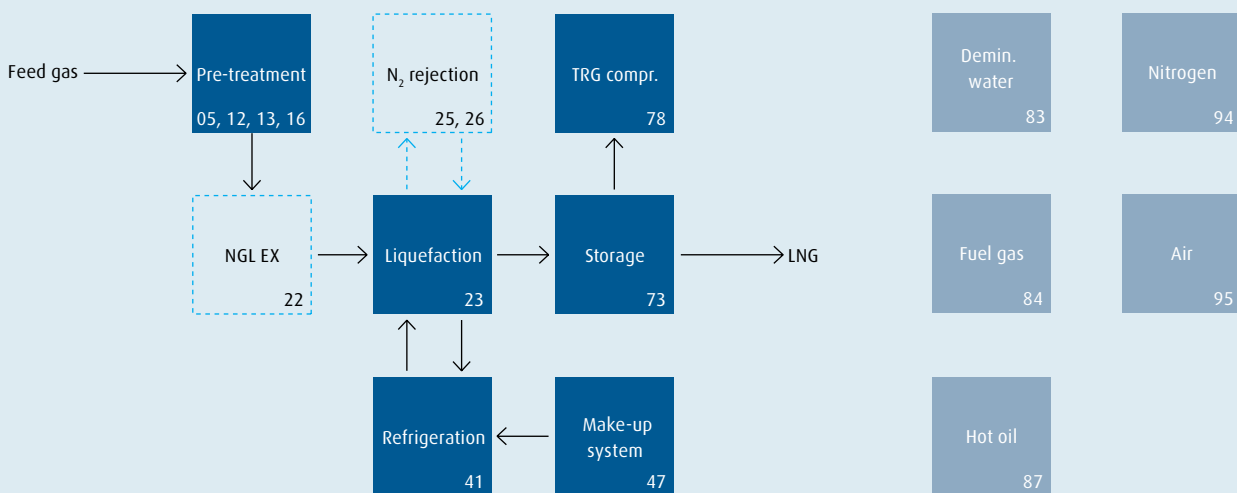 Feed gas
Pre-treatment
05, 12, 13, 16
N₂ rejection
25, 26
TRG compr.
78
Demin.
water
83
Nitrogen
94
NGL EX
22
Liquefaction
23
Storage
73
LNG
Fuel gas
84
Air
95
Refrigeration
41
Make-up
system
47
Hot oil
87